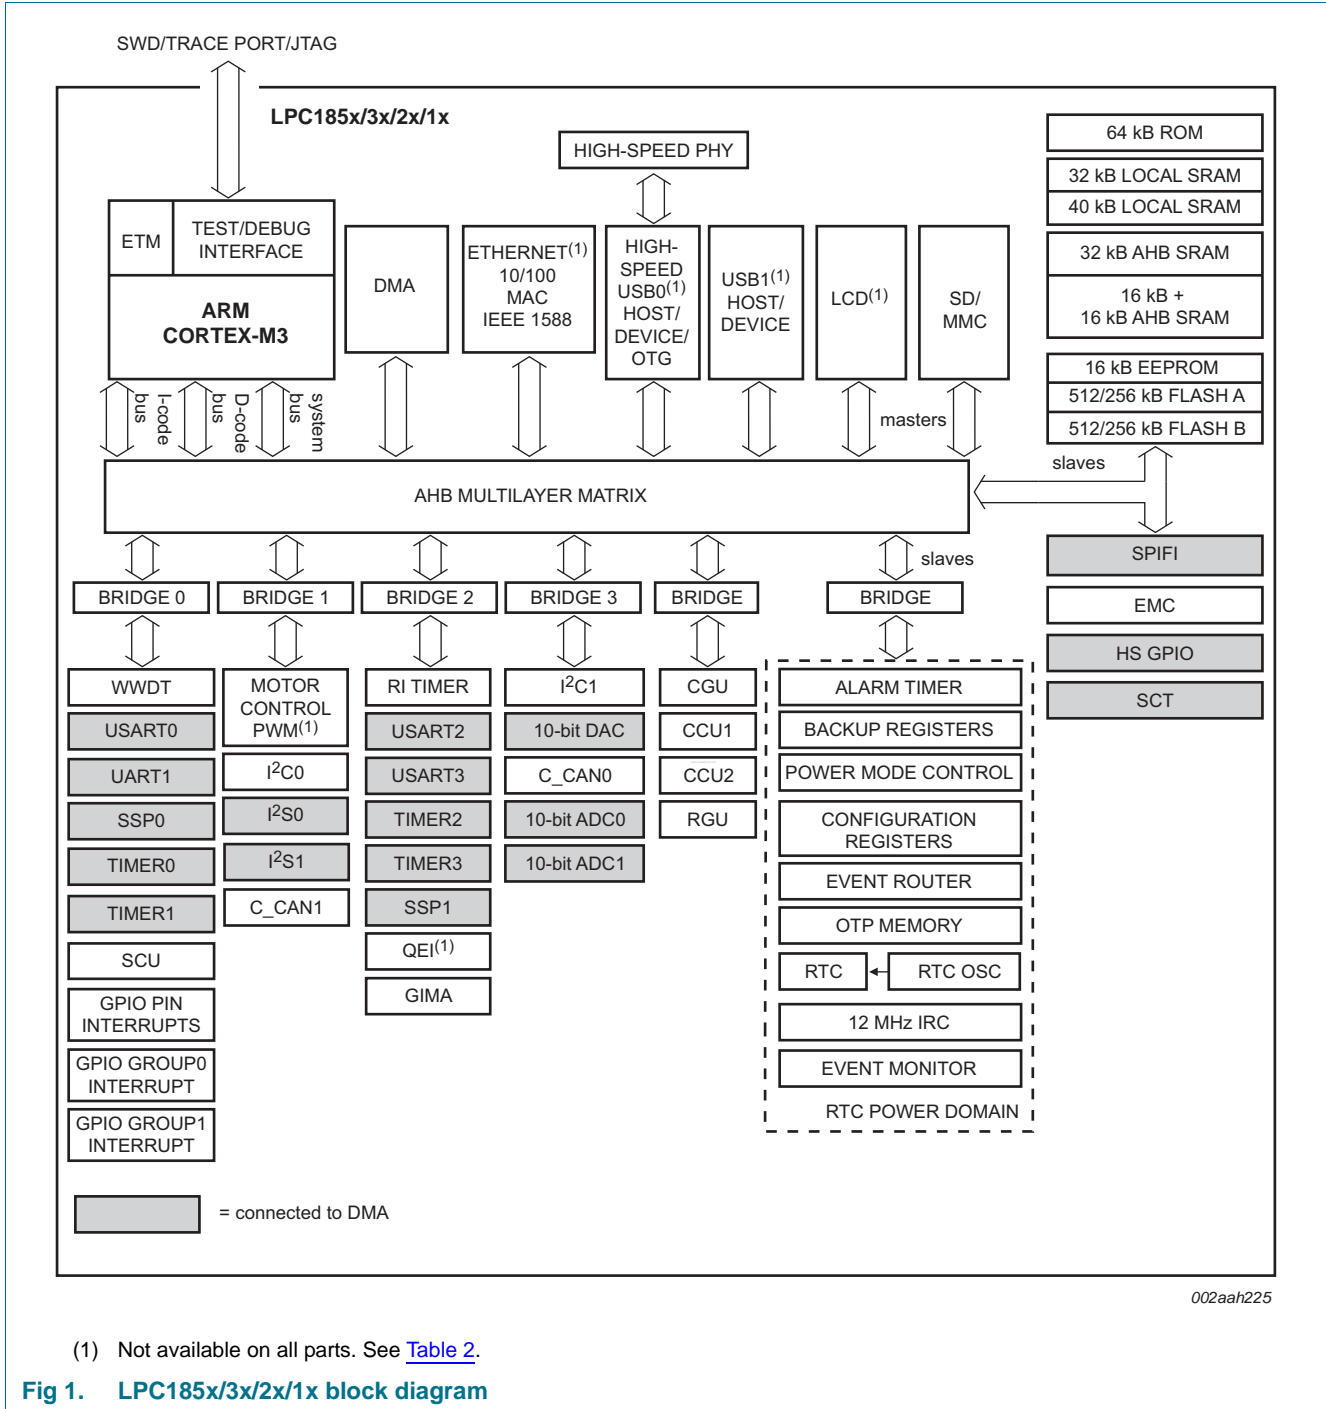 SWD/TRACE PORT/JTAG
LPC185x/3x/2x/1x
HIGH-SPEED PHY
ETM
TEST/DEBUG
INTERFACE
ARM
CORTEX-M3
DMA
ETHERNET(1)
10/100
MAC
IEEE 1588
HIGH-
SPEED
USB0(1)
HOST/
DEVICE/
OTG
USB1(1)
HOST/
DEVICE
LCD(1)
SD/
MMC
64 kB ROM
32 kB LOCAL SRAM
40 kB LOCAL SRAM
32 kB AHB SRAM
16 kB +
16 kB AHB SRAM
16 kB EEPROM
512/256 kB FLASH A
512/256 kB FLASH B
I-code
bus
D-code
bus
system
bus
masters
slaves
AHB MULTILAYER MATRIX
slaves
BRIDGE 0
BRIDGE 1
BRIDGE 2
BRIDGE 3
BRIDGE
BRIDGE
SPIFI
EMC
HS GPIO
SCT
WWDT
USART0
UART1
SSP0
TIMER0
TIMER1
SCU
GPIO PIN
INTERRUPTS
GPIO GROUP0
INTERRUPT
GPIO GROUP1
INTERRUPT
MOTOR
CONTROL
PWM(1)
I2C0
I2S0
I2S1
C_CAN1
RI TIMER
USART2
USART3
TIMER2
TIMER3
SSP1
QEI(1)
GIMA
I2C1
10-bit DAC
C_CAN0
10-bit ADC0
10-bit ADC1
CGU
CCU1
CCU2
RGU
ALARM TIMER
BACKUP REGISTERS
POWER MODE CONTROL
CONFIGURATION
REGISTERS
EVENT ROUTER
OTP MEMORY
RTC
RTC OSC
12 MHz IRC
EVENT MONITOR
RTC POWER DOMAIN
= connected to DMA
002aah225
(1) Not available on all parts. See Table 2.
Fig 1. LPC185x/3x/2x/1x block diagram